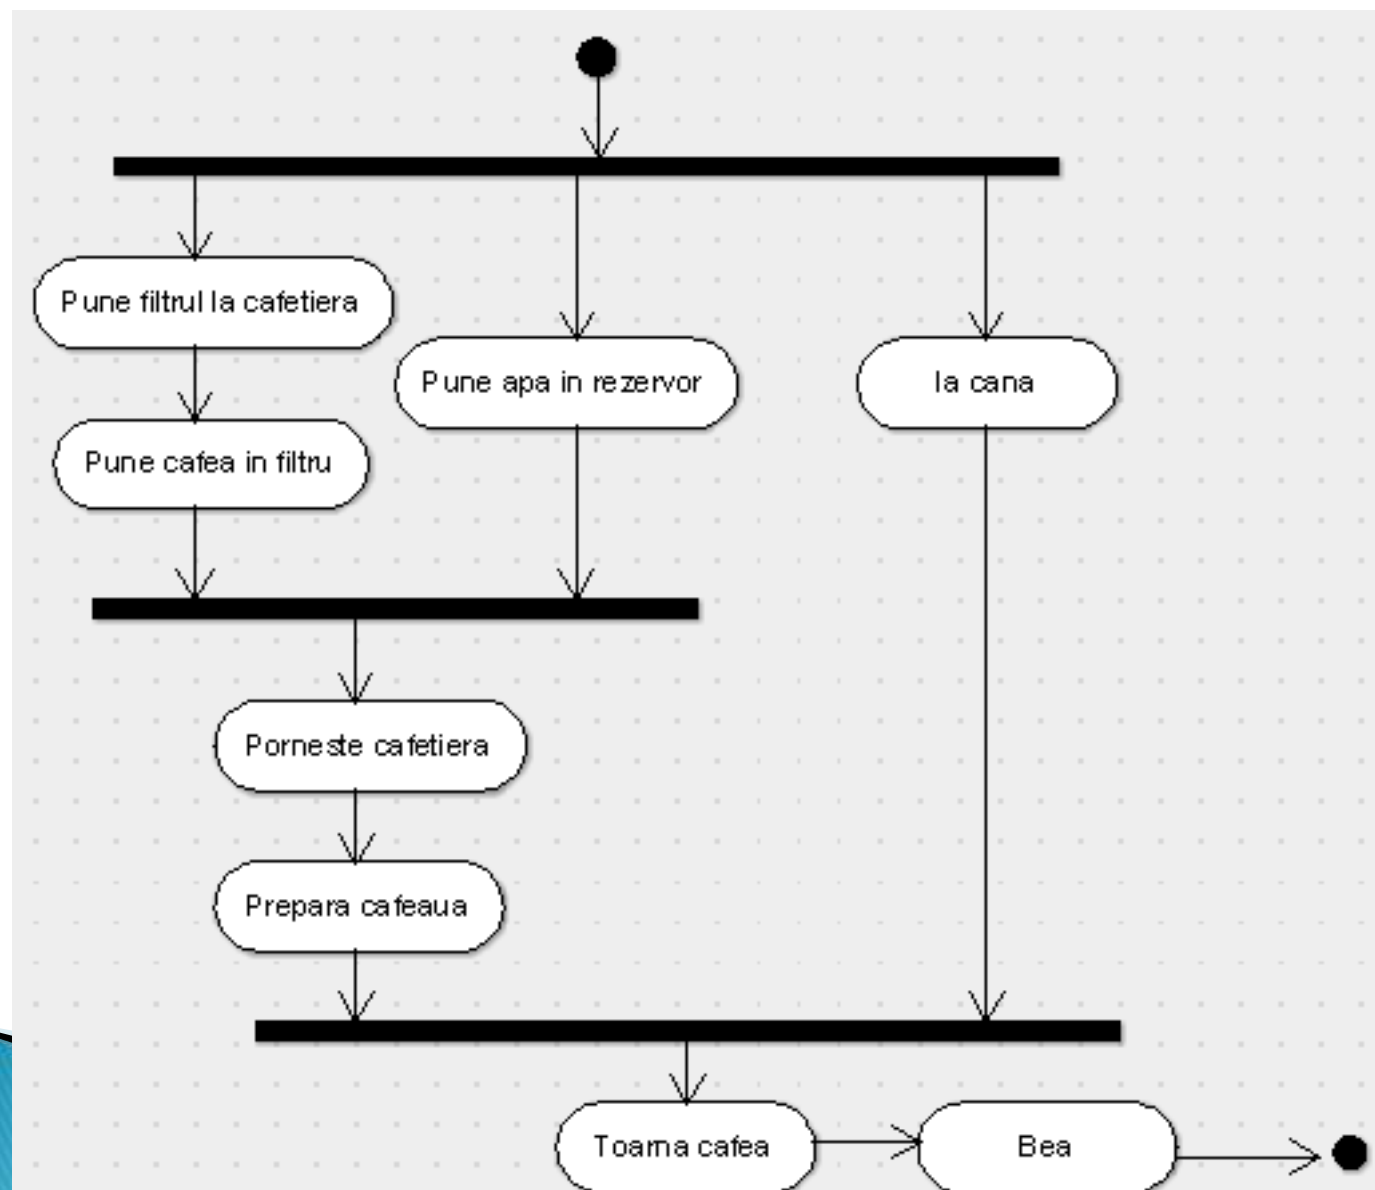 Pune filtrul la cafetiera
Pune apa in rezervor
Ia cana
Pune cafea in filtru
Porneste cafetiera
Prepara cafeaua
Toarna cafea
Bea